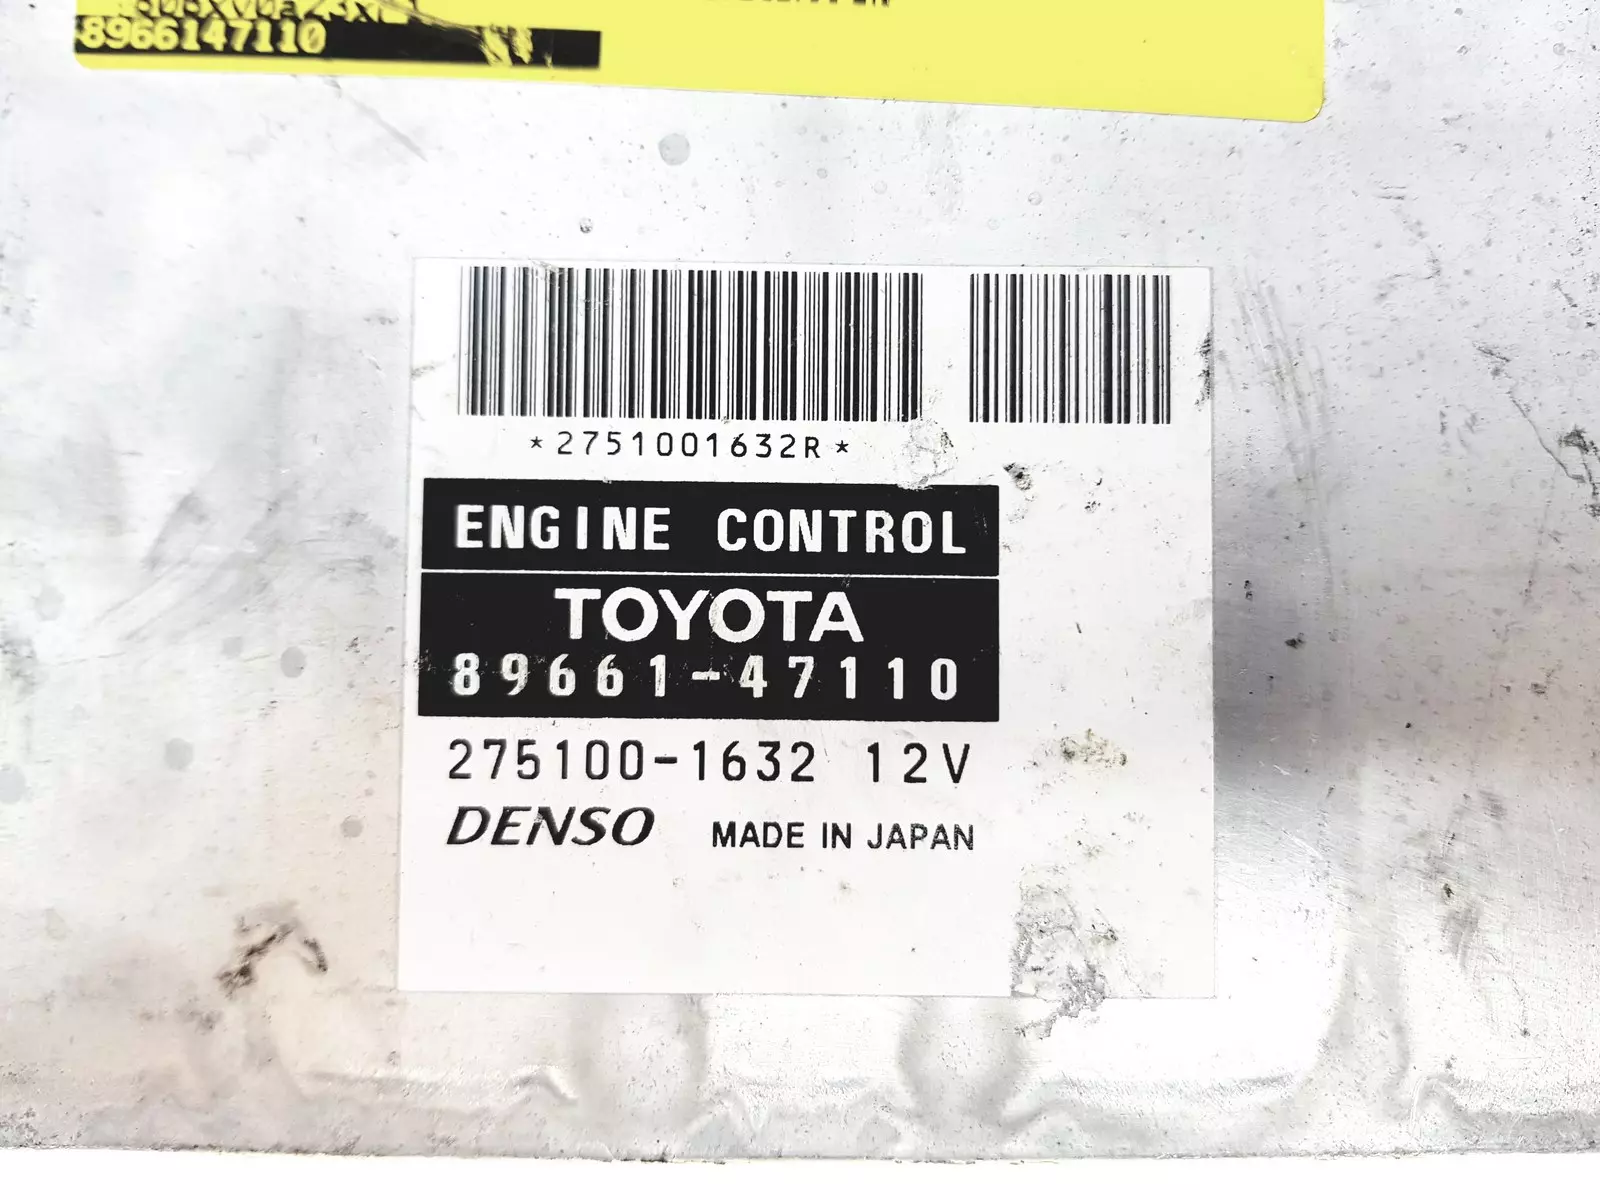 8966147110
*2751001632R*
ENGINE CONTROL
TOYOTA
89661-47110
275100-1632 12V
DENSO MADE IN JAPAN